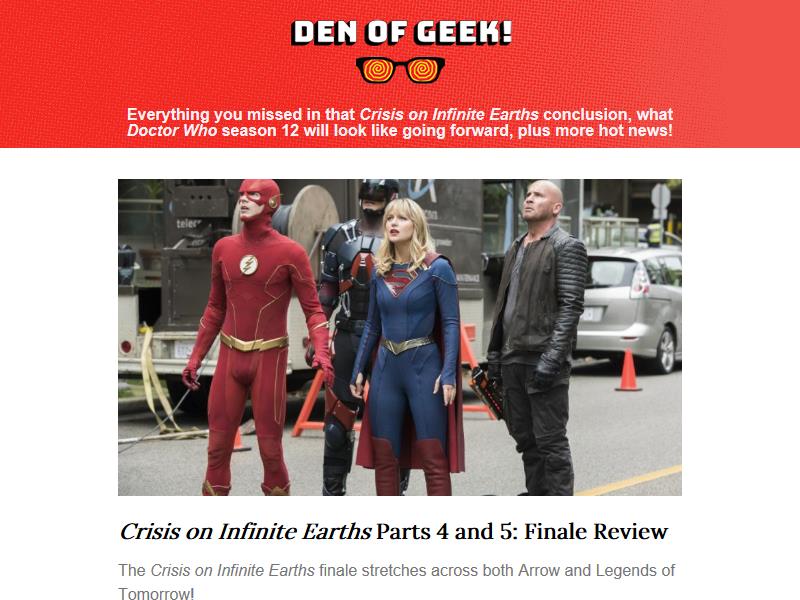 DEN OF GEEK!
Everything you missed in that Crisis on Infinite Earths conclusion, what
Doctor Who season 12 will look like going forward, plus more hot news!
Crisis on Infinite Earths Parts 4 and 5: Finale Review
The Crisis on Infinite Earths finale stretches across both Arrow and Legends of
Tomorrow!